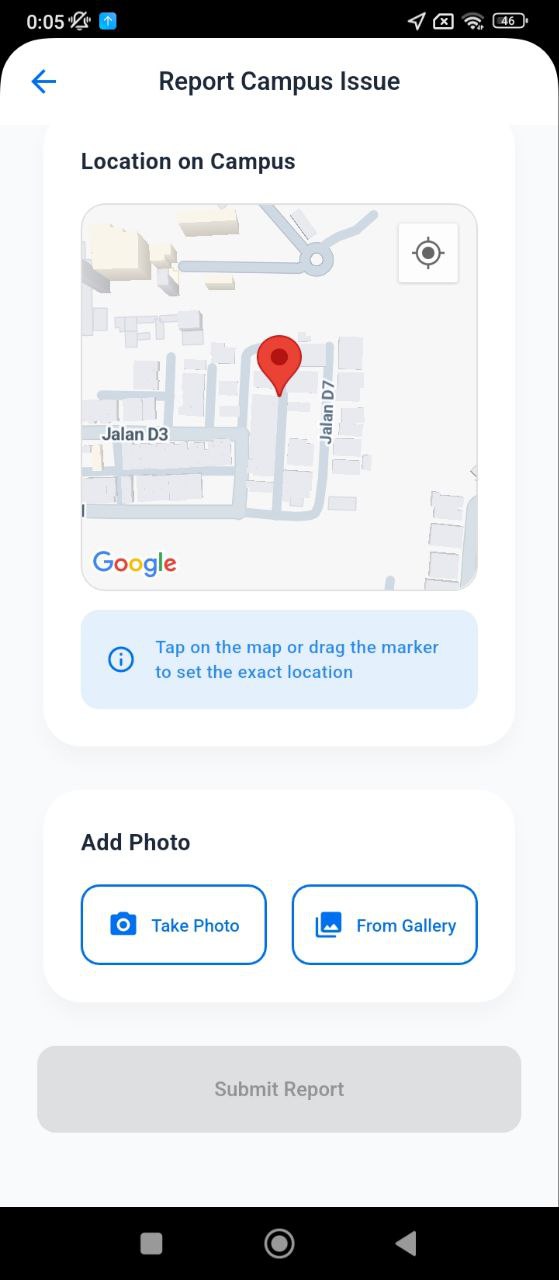 0:05
46
Report Campus Issue
Location on Campus
Jalan D7
Jalan D3
Google
Tap on the map or drag the marker
to set the exact location
Add Photo
Take Photo
From Gallery
Submit Report